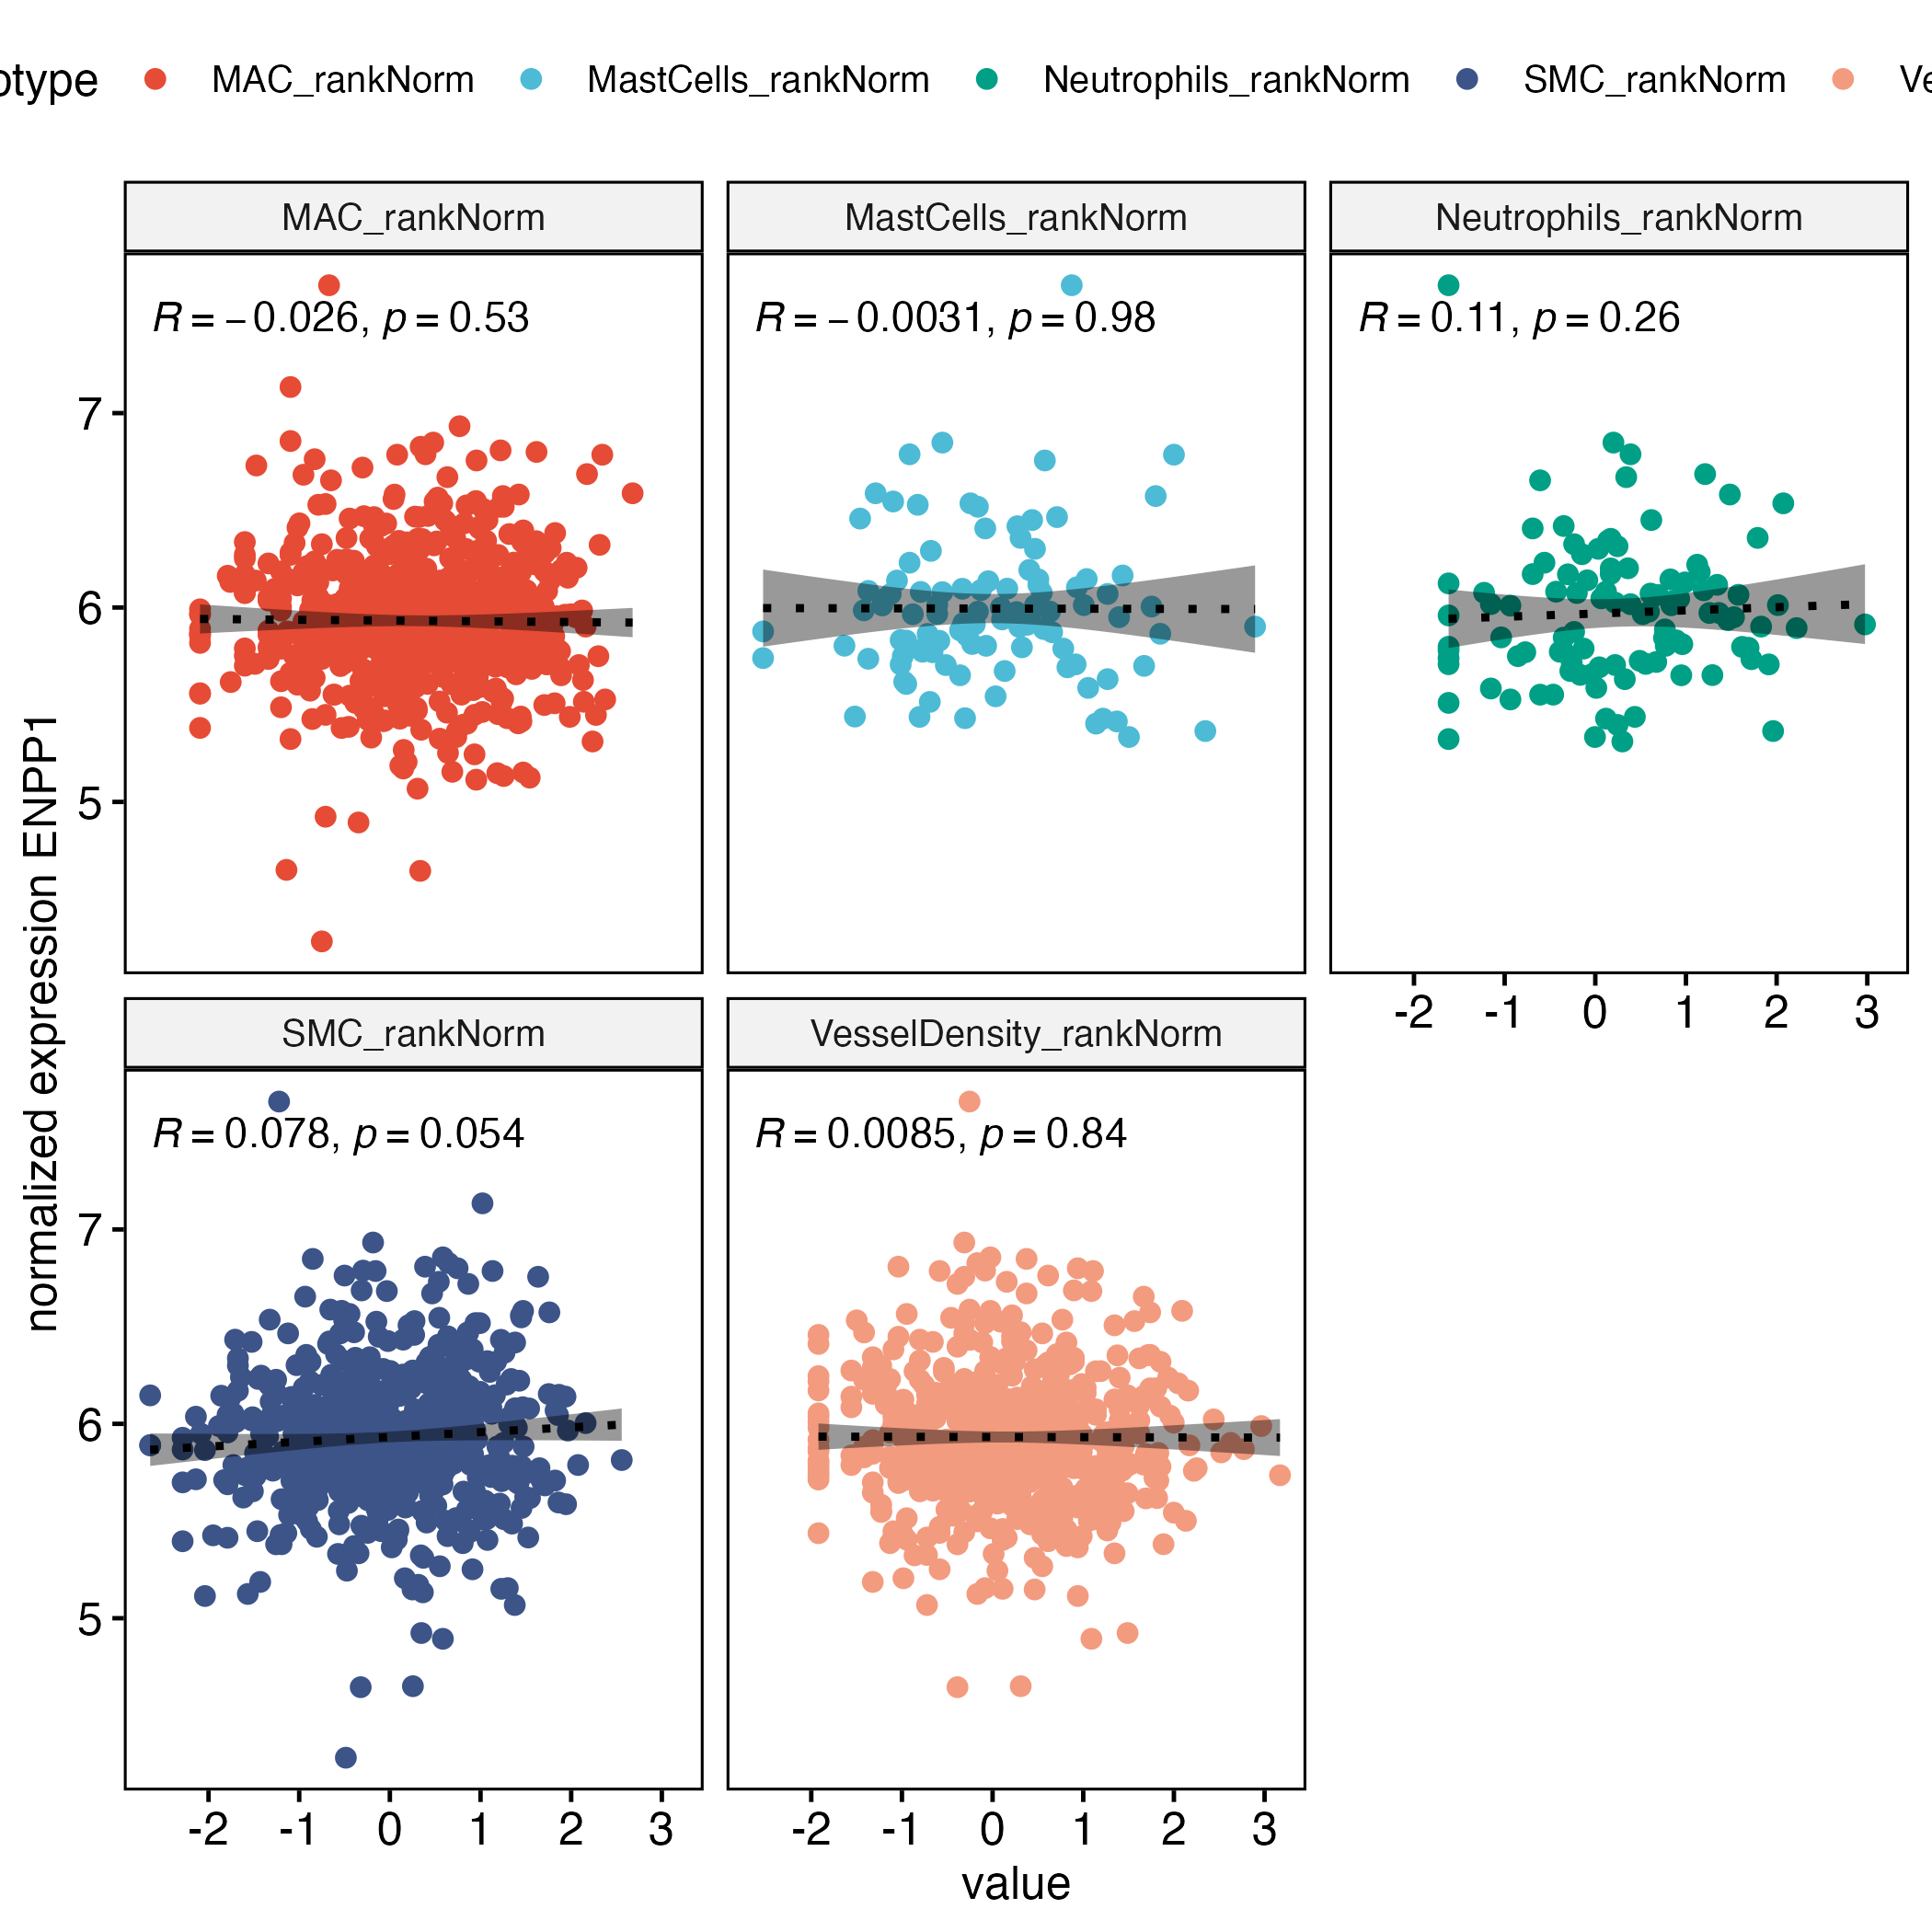 otype MAC_rankNorm MastCells_rankNorm Neutrophils_rankNorm SMC_rankNorm Ve
MAC_rankNorm MastCells_rankNorm Neutrophils_rankNorm
R = − 0.026, p = 0.53 R = − 0.0031, p = 0.98 R = 0.11, p = 0.26
7
6
5
-2 -1 0 1 2 3
normalized expression ENPP1
SMC_rankNorm VesselDensity_rankNorm
R = 0.078, p = 0.054 R = 0.0085, p = 0.84
7
6
5
-2 -1 0 1 2 3 -2 -1 0 1 2 3
value